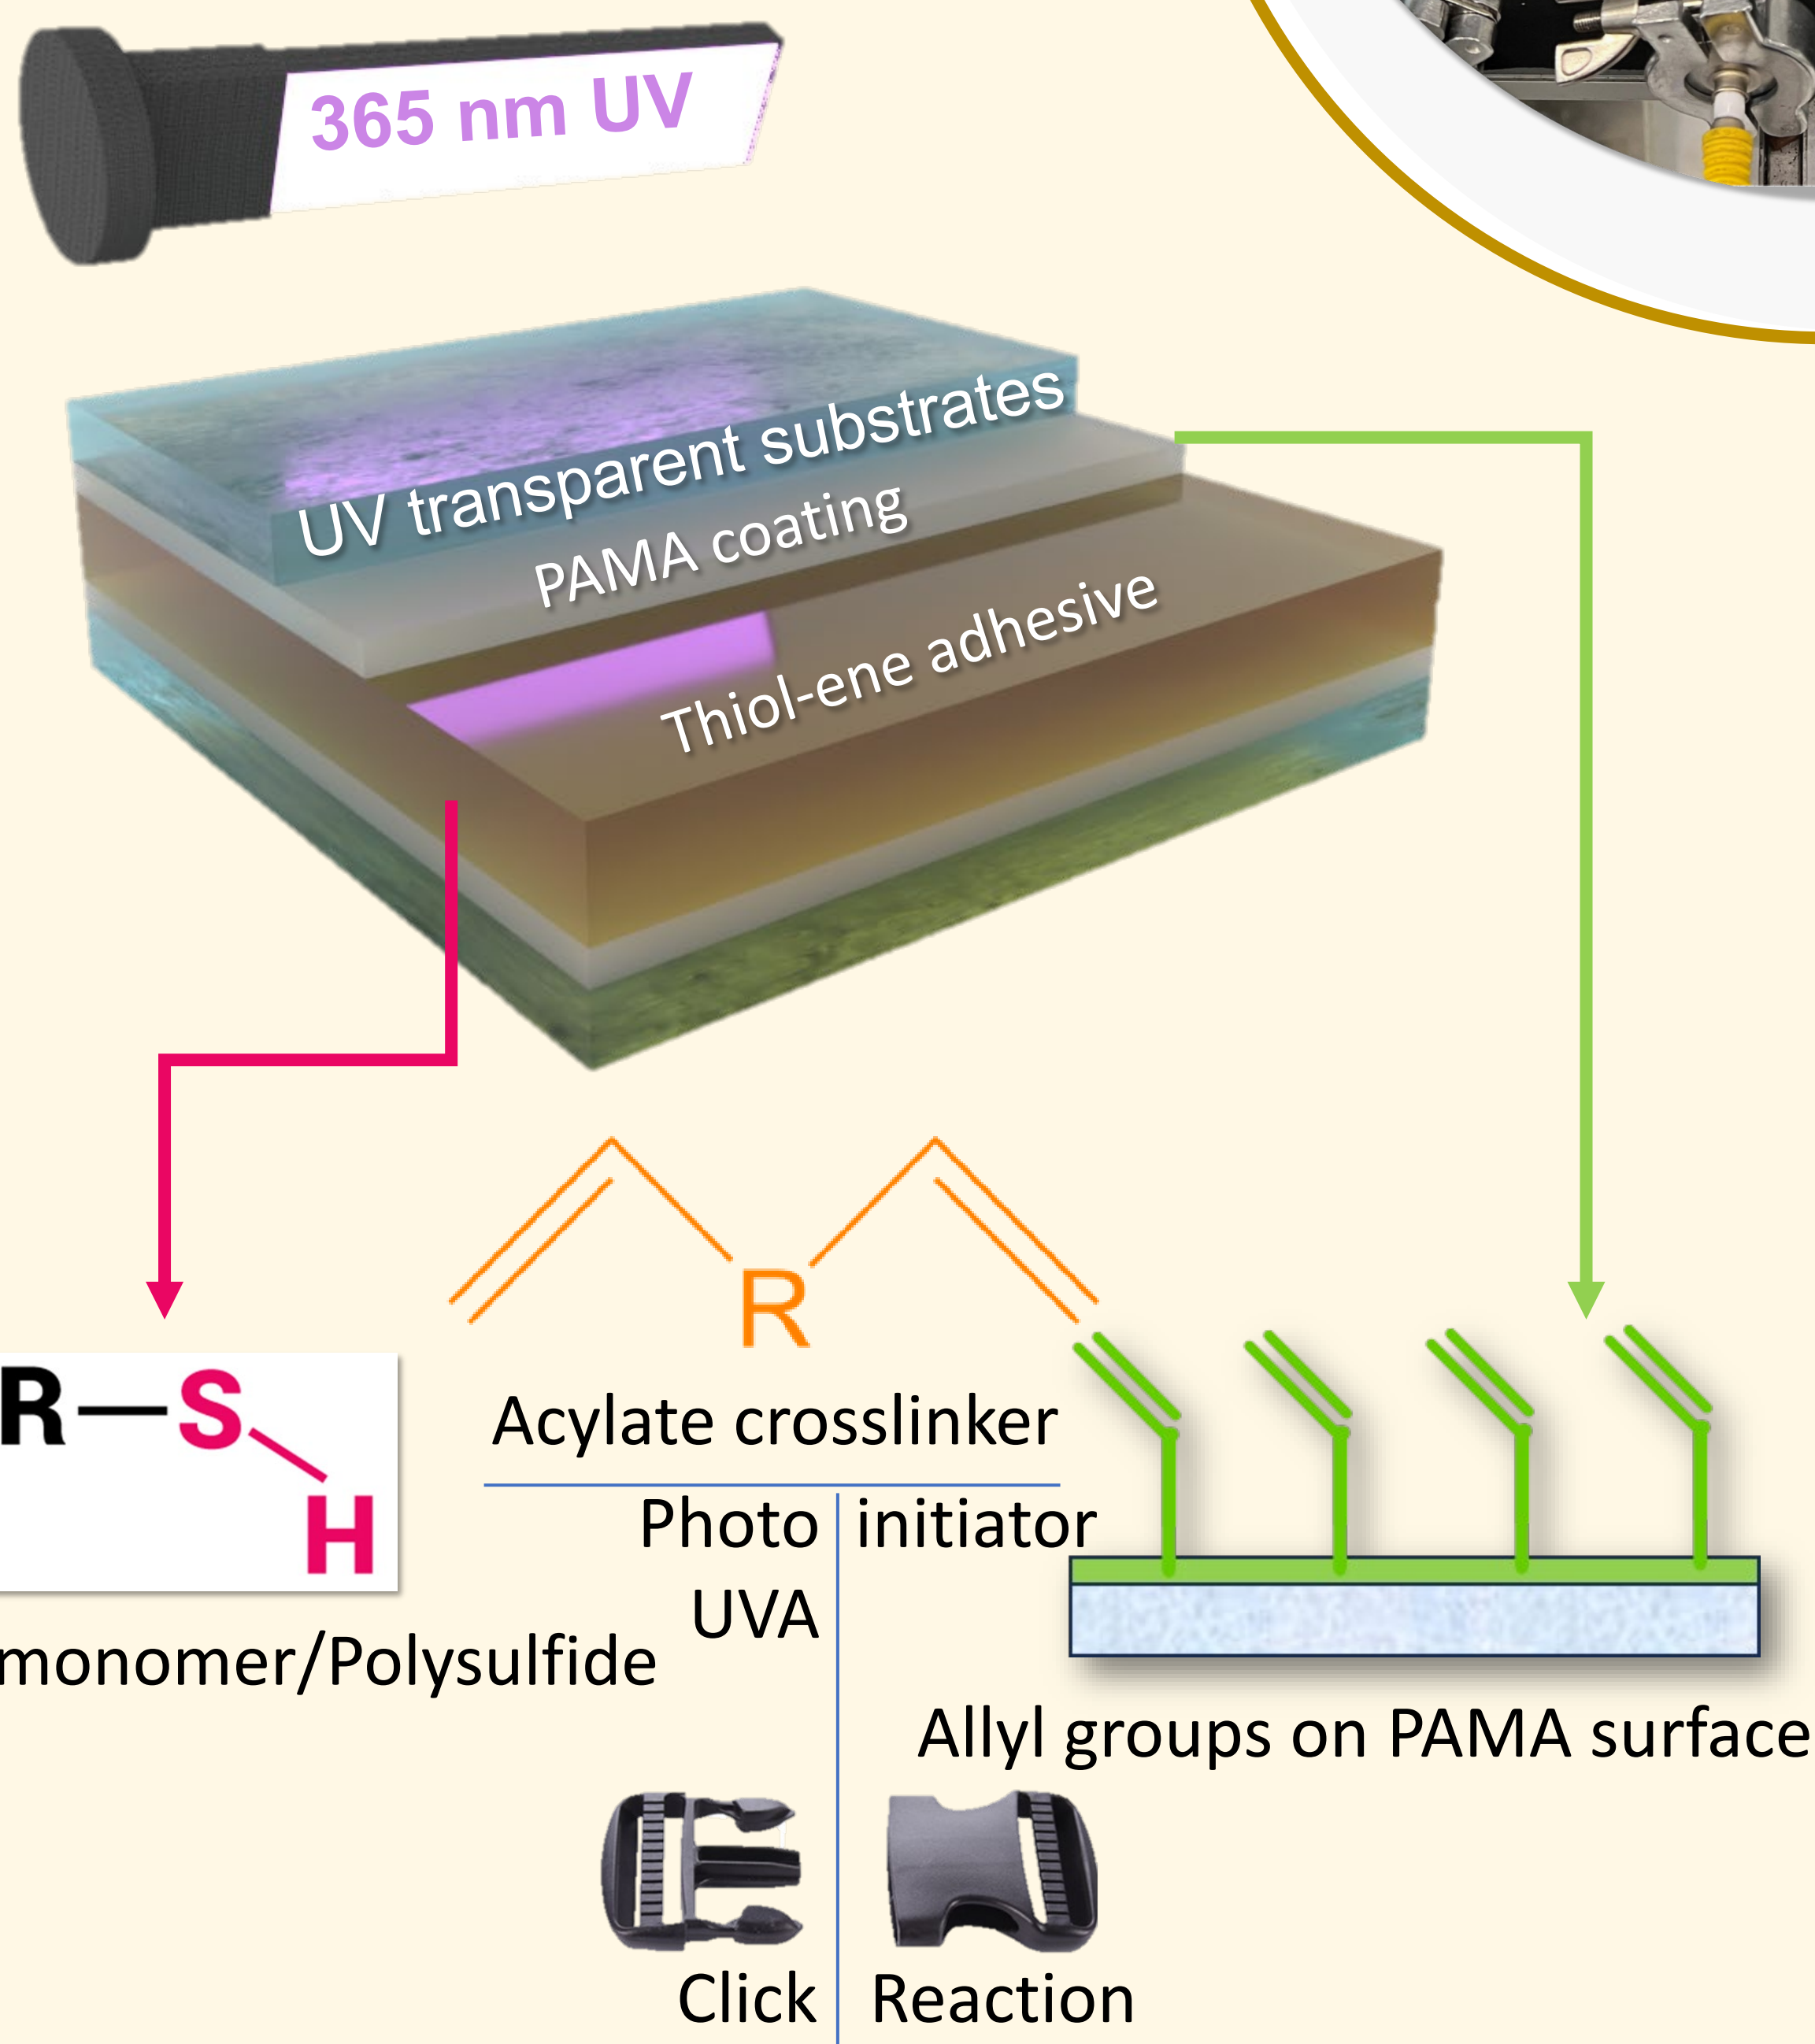 365 nm UV
UV transparent substrates
PAMA coating
Thiol-ene adhesive
R
R—S
H
Acylate crosslinker
Photo initiator
UVA
monomer/Polysulfide
Allyl groups on PAMA surface
Click Reaction